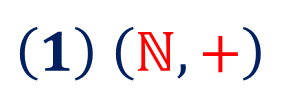 (1) (ℕ, +)